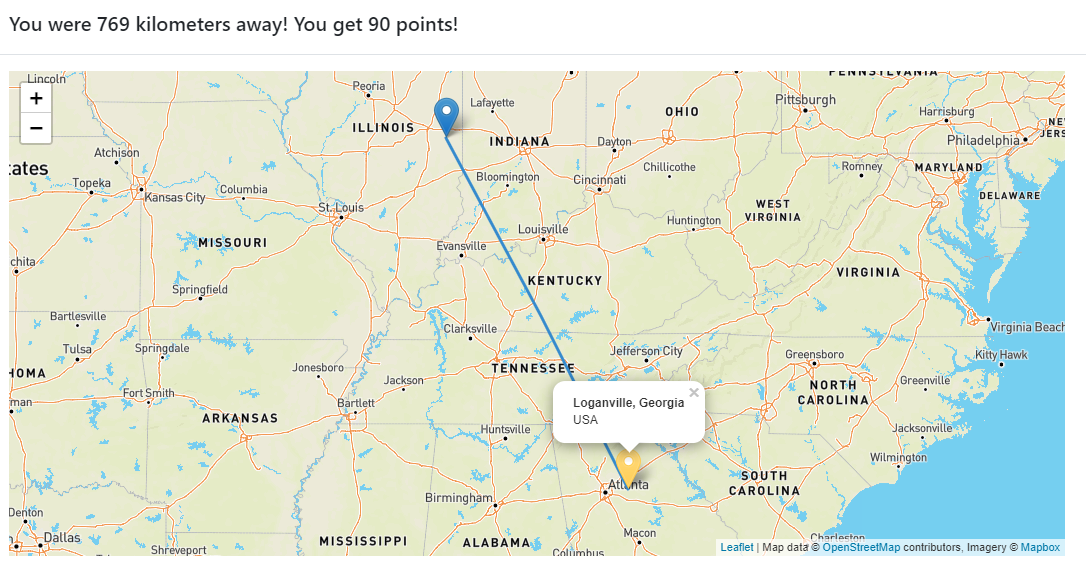 You were 769 kilometers away! You get 90 points!
PENNSYLVANIA
Lincoln
+
Peoria
Lafayette
Pittsburgh
OHIO
Harrisburg
ILLINOIS
−
INDIANA
Dayton
Philadelphia
Atchison
Chillicothe
Romney
MARYLAND
tates
Bloomington
Cincinnati
Topeka
Columbia
Kansas City
DELAWARE
St. Louis
WEST
VIRGINIA
Huntington
Louisville
MISSOURI
Evansville
chita
VIRGINIA
KENTUCKY
Springfield
Bartlesville
Clarksville
Virginia Beach
Tulsa
Springdale
Jefferson City
Greensboro
Kitty Hawk
HOMA
Jonesboro
TENNESSEE
Jackson
NORTH
CAROLINA
Greenville
man
Fort Smith
Bartlett
Loganville, Georgia
×
USA
ARKANSAS
Huntsville
Jacksonville
Wilmington
Atlanta
SOUTH
CAROLINA
Birmingham
Denton
Dallas
Macon
MISSISSIPPI
ALABAMA
Charleston
Shreveport
Columbus
Leaflet | Map data © OpenStreetMap contributors, Imagery © Mapbox